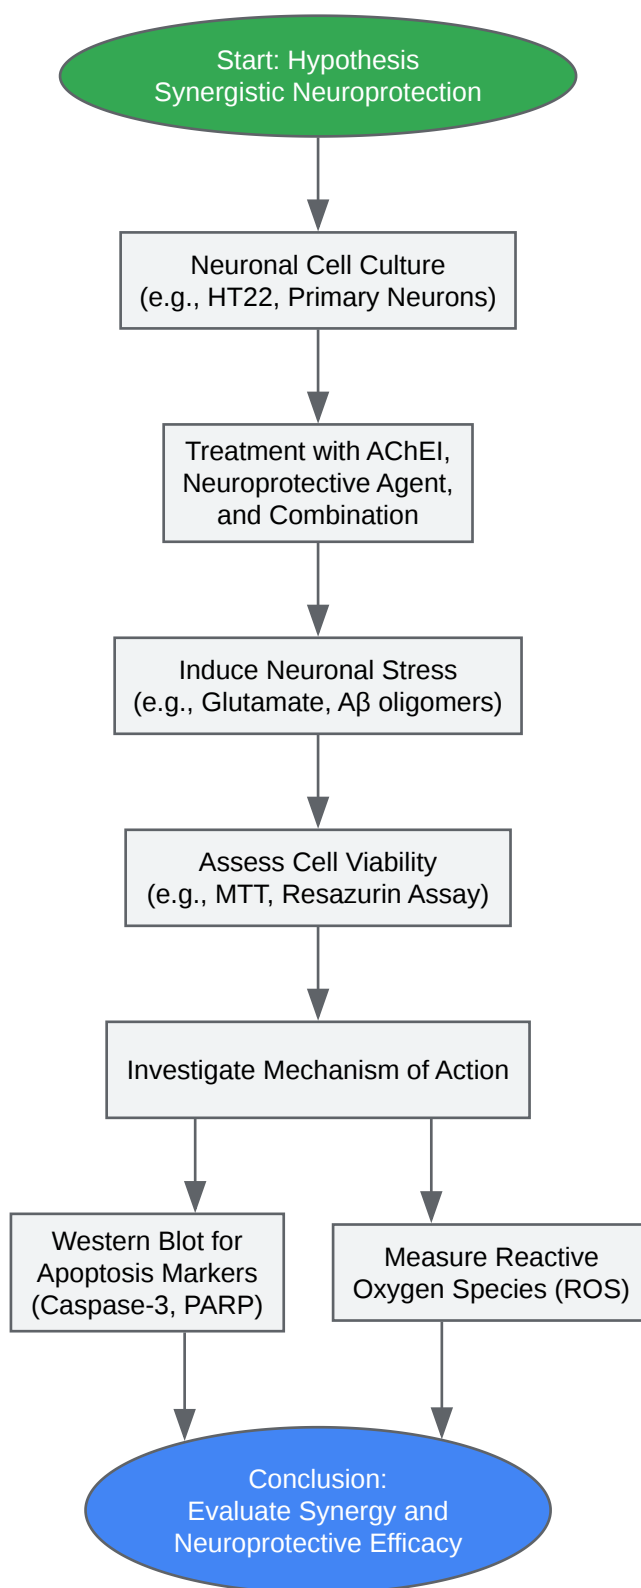 Start: Hypothesis
Synergistic Neuroprotection
Neuronal Cell Culture
(e.g., HT22, Primary Neurons)
Treatment with AChEI,
Neuroprotective Agent,
and Combination
Induce Neuronal Stress
(e.g., Glutamate, Aβ oligomers)
Assess Cell Viability
(e.g., MTT, Resazurin Assay)
Investigate Mechanism of Action
Western Blot for
Apoptosis Markers
(Caspase-3, PARP)
Measure Reactive
Oxygen Species (ROS)
Conclusion:
Evaluate Synergy and
Neuroprotective Efficacy